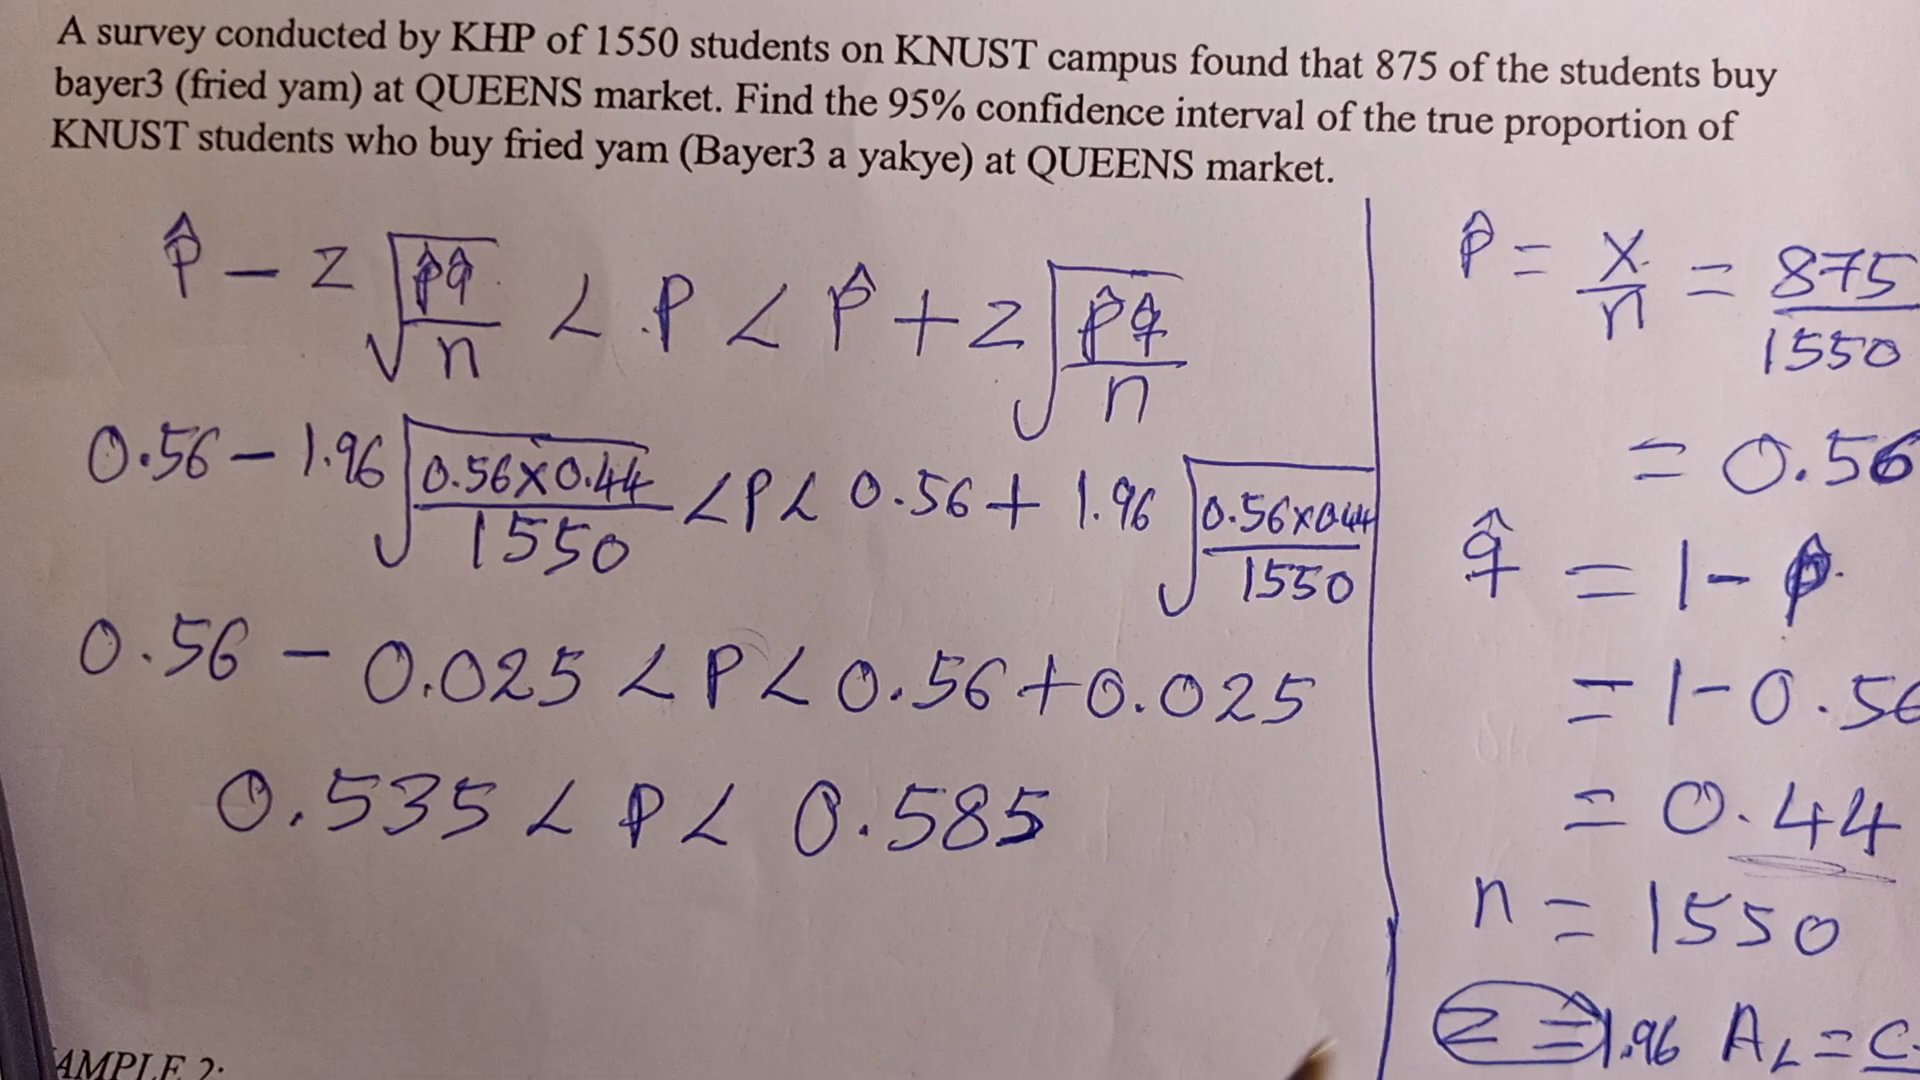 A survey conducted by KHP of 1550 students on KNUST campus found that 875 of the students buy
bayer3 (fried yam) at QUEENS market. Find the 95% confidence interval of the true proportion of
KNUST students who buy fried yam (Bayer3 a yakye) at QUEENS market.
p̂ - z √(p̂q̂/n) < P < p̂ + z √(p̂q̂/n)
0.56 - 1.96 √(0.56×0.44/1550) < P < 0.56 + 1.96 √(0.56×0.44/1550)
0.56 - 0.025 < P < 0.56 + 0.025
0.535 < P < 0.585
p̂ = x/n = 875/1550
= 0.56
q̂ = 1 - p̂
= 1 - 0.56
= 0.44
n = 1550
z = 1.96 A_L = C
AMPLE 2: